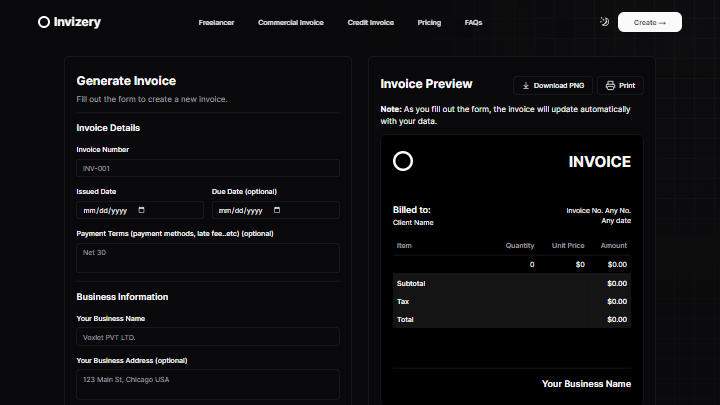 Invizery
Freelancer Commercial Invoice Credit Invoice Pricing FAQs
Create →
Generate Invoice
Fill out the form to create a new invoice.
Invoice Details
Invoice Number
INV-001
Issued Date Due Date (optional)
mm/dd/yyyy mm/dd/yyyy
Payment Terms (payment methods, late fee..etc) (optional)
Net 30
Business Information
Your Business Name
Voxlet PVT LTD.
Your Business Address (optional)
123 Main St, Chicago USA
Invoice Preview
Download PNG Print
Note: As you fill out the form, the invoice will update automatically
with your data.
INVOICE
Billed to: Invoice No. Any No.
Client Name Any date
Item Quantity Unit Price Amount
0 $0 $0.00
Subtotal $0.00
Tax $0.00
Total $0.00
Your Business Name